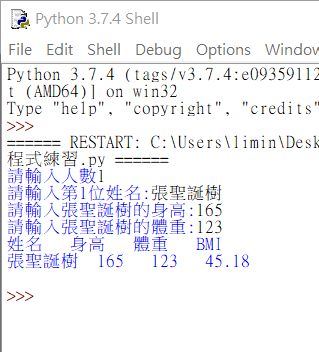 Python 3.7.4 Shell
File Edit Shell Debug Options Window
Python 3.7.4 (tags/v3.7.4:e09359112
t (AMD64)] on win32
Type "help", "copyright", "credits"
>>>
====== RESTART: C:\Users\limin\Desk
程式練習.py ======
請輸入人數1
請輸入第1位姓名:張聖誕樹
請輸入張聖誕樹的身高:165
請輸入張聖誕樹的體重:123
姓名 身高 體重 BMI
張聖誕樹 165 123 45.18
>>>